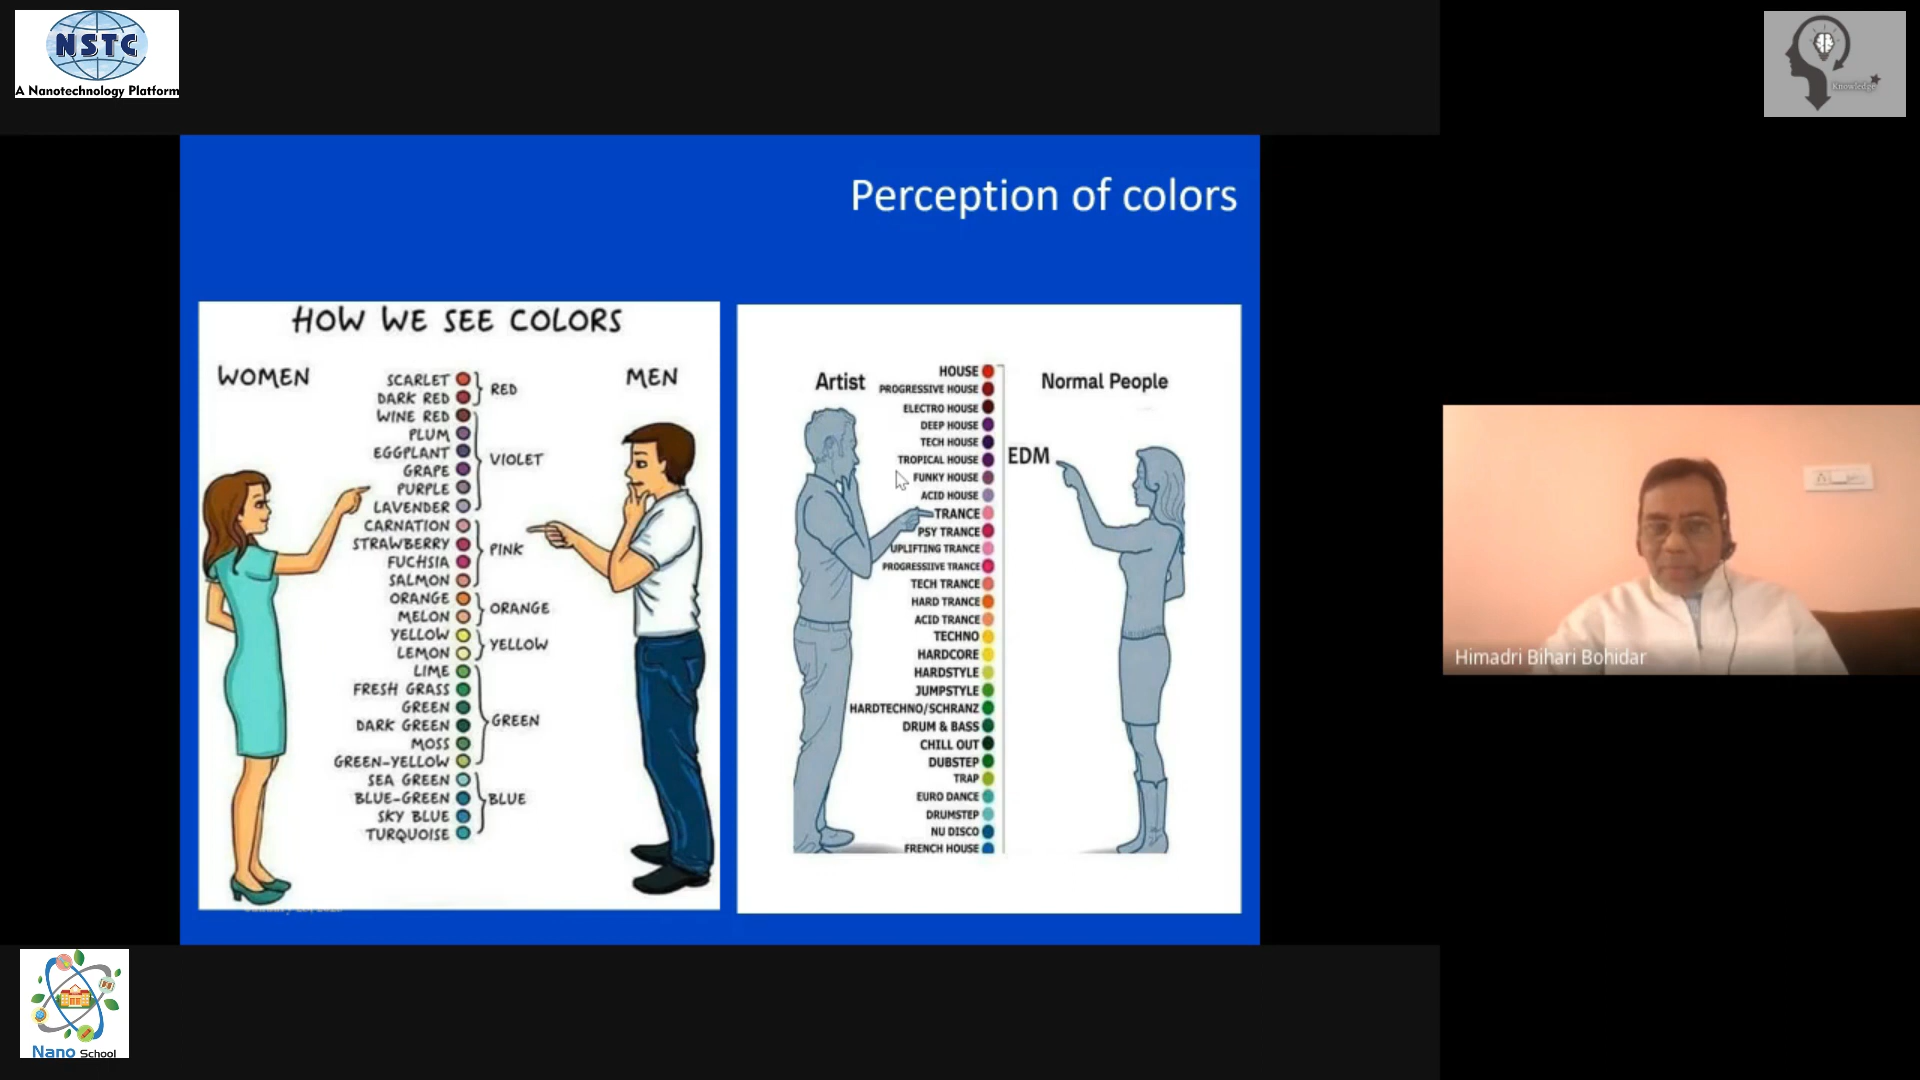 NSTC
A Nanotechnology Platform
Knowledge
Perception of colors
HOW WE SEE COLORS
WOMEN
MEN
SCARLET
DARK RED
RED
WINE RED
PLUM
EGGPLANT
GRAPE
PURPLE
LAVENDER
VIOLET
CARNATION
STRAWBERRY
FUCHSIA
SALMON
PINK
ORANGE
MELON
ORANGE
YELLOW
LEMON
YELLOW
LIME
FRESH GRASS
GREEN
DARK GREEN
MOSS
GREEN-YELLOW
GREEN
SEA GREEN
BLUE-GREEN
SKY BLUE
TURQUOISE
BLUE
Artist
Normal People
HOUSE
PROGRESSIVE HOUSE
ELECTRO HOUSE
DEEP HOUSE
TECH HOUSE
TROPICAL HOUSE
FUNKY HOUSE
ACID HOUSE
TRANCE
PSY TRANCE
UPLIFTING TRANCE
PROGRESSIIVE TRANCE
TECH TRANCE
HARD TRANCE
ACID TRANCE
TECHNO
HARDCORE
HARDSTYLE
JUMPSTYLE
HARDTECHNO/SCHRANZ
DRUM & BASS
CHILL OUT
DUBSTEP
TRAP
EURO DANCE
DRUMSTEP
NU DISCO
FRENCH HOUSE
EDM
Himadri Bihari Bohidar
Nano School